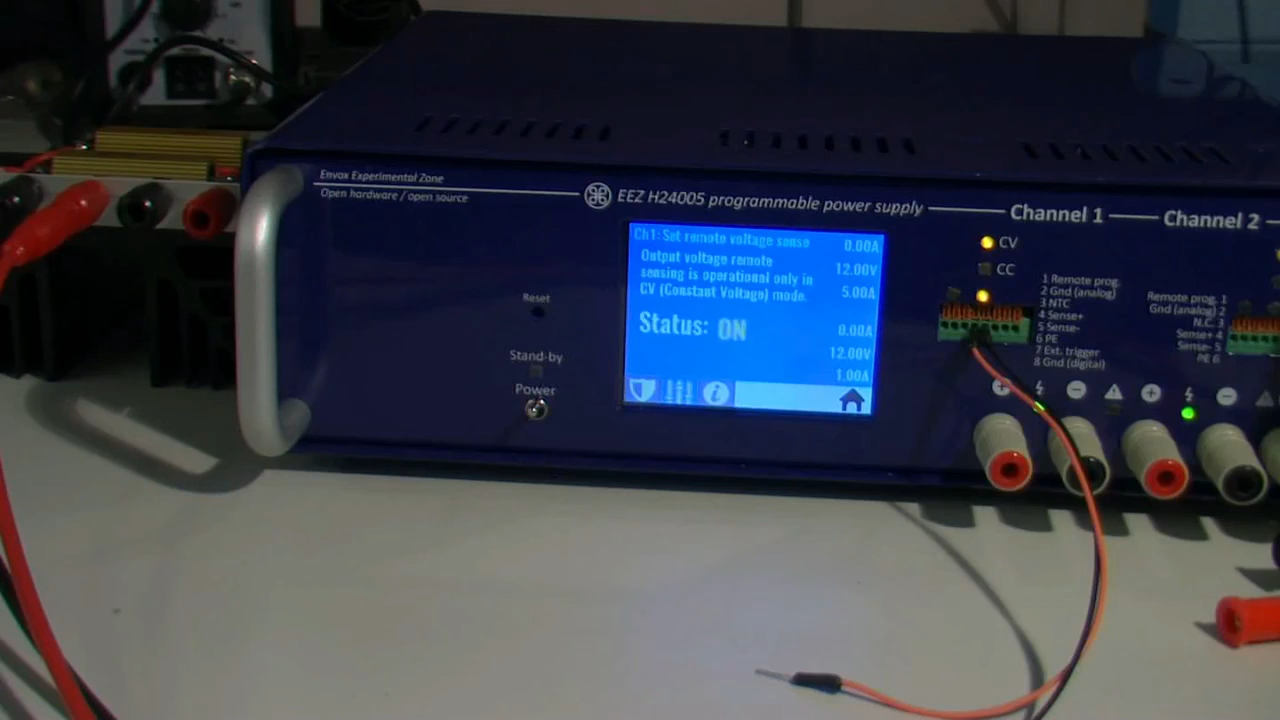 Envox Experimental Zone
Open hardware / open source
EEZ H24005 programmable power supply
Channel 1
Channel 2
Ch1: Set remote voltage sense
Output voltage remote
sensing is operational only in
CV (Constant Voltage) mode.
Status: ON
0.00A
12.00V
5.00A
0.00A
12.00V
1.00A
Reset
Stand-by
Power
CV
CC
1 Remote prog.
2 Gnd (analog)
3 NTC
4 Sense+
5 Sense-
6 PE
7 Ext. trigger
8 Gnd (digital)
Remote prog. 1
Gnd (analog) 2
N.C. 3
Sense+ 4
Sense- 5
PE 6